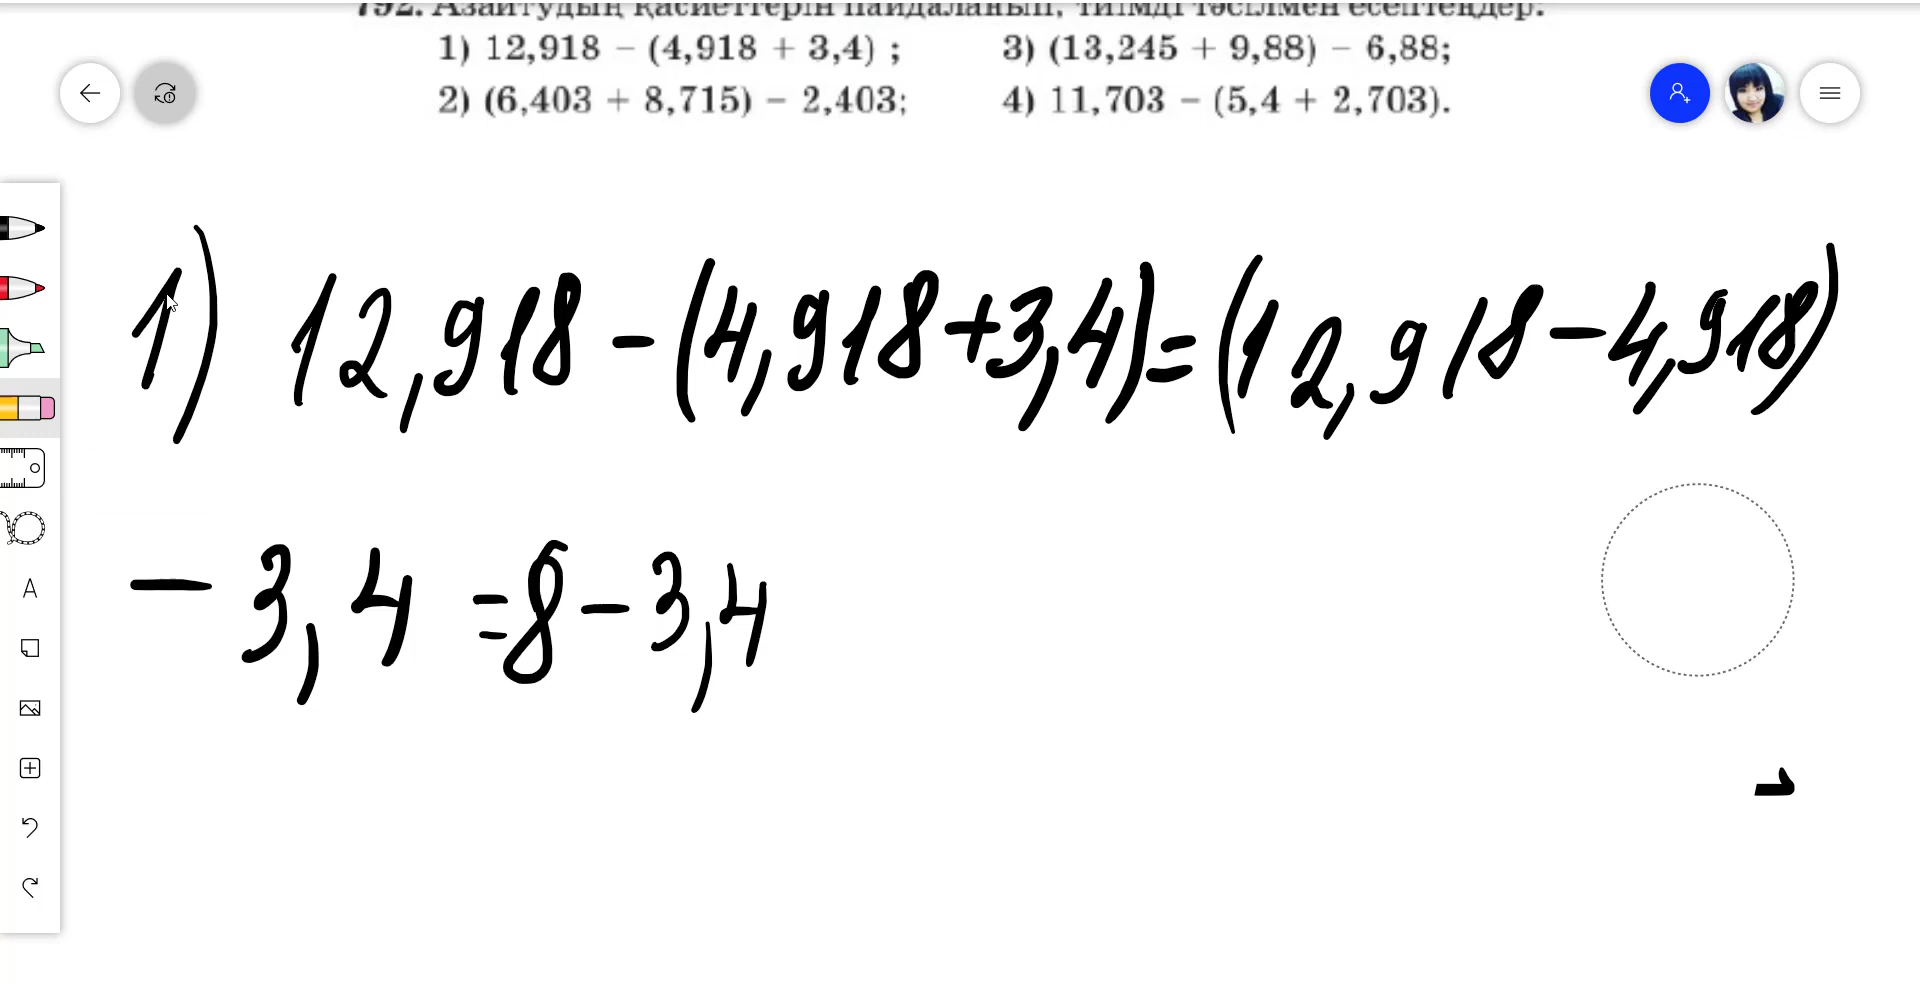 792. Азайтудың қасиеттерін пайдаланып, тиімді тәсілмен есептеңдер.
1) 12,918 − (4,918 + 3,4) ;
2) (6,403 + 8,715) − 2,403;
3) (13,245 + 9,88) − 6,88;
4) 11,703 − (5,4 + 2,703).
1) 12,918 − (4,918+3,4) = (12,918 − 4,918)
− 3,4 = 8 − 3,4
A